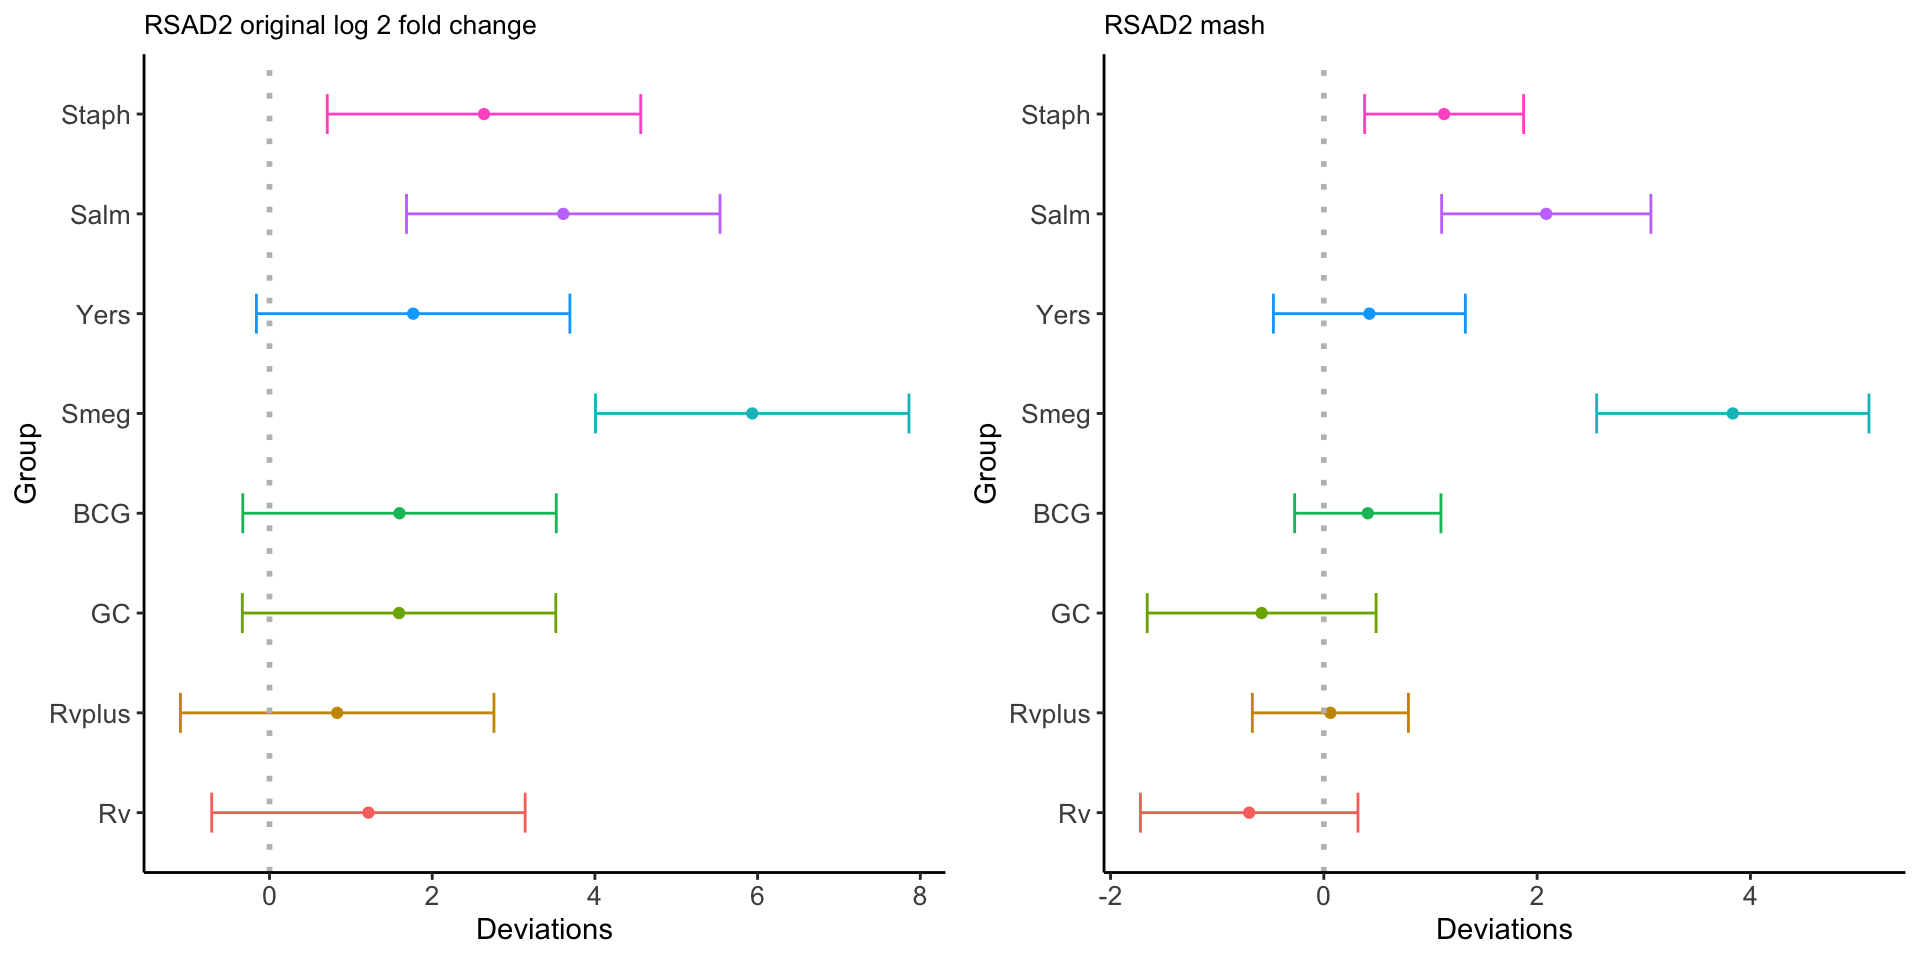 RSAD2 original log 2 fold change
Staph
Salm
Yers
Smeg
BCG
GC
Rvplus
Rv
Group
0 2 4 6 8
Deviations
RSAD2 mash
Staph
Salm
Yers
Smeg
BCG
GC
Rvplus
Rv
Group
-2 0 2 4
Deviations